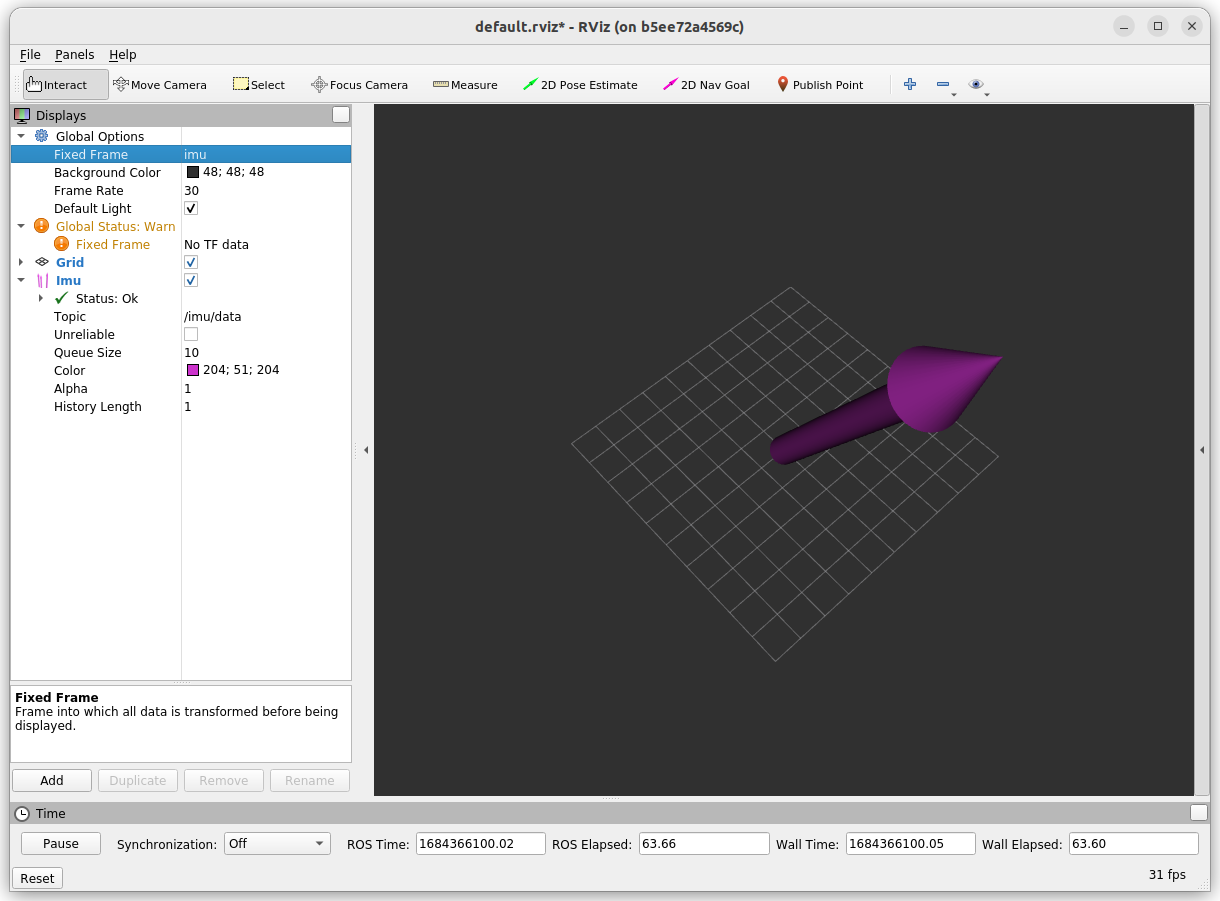 default.rviz* - RViz (on b5ee72a4569c)
File Panels Help
Interact Move Camera Select Focus Camera Measure 2D Pose Estimate 2D Nav Goal Publish Point
Displays
Global Options
Fixed Frame imu
Background Color 48; 48; 48
Frame Rate 30
Default Light
Global Status: Warn
Fixed Frame No TF data
Grid
Imu
Status: Ok
Topic /imu/data
Unreliable
Queue Size 10
Color 204; 51; 204
Alpha 1
History Length 1
Fixed Frame
Frame into which all data is transformed before being
displayed.
Add Duplicate Remove Rename
Time
Pause Synchronization: Off ROS Time: 1684366100.02 ROS Elapsed: 63.66 Wall Time: 1684366100.05 Wall Elapsed: 63.60
Reset 31 fps